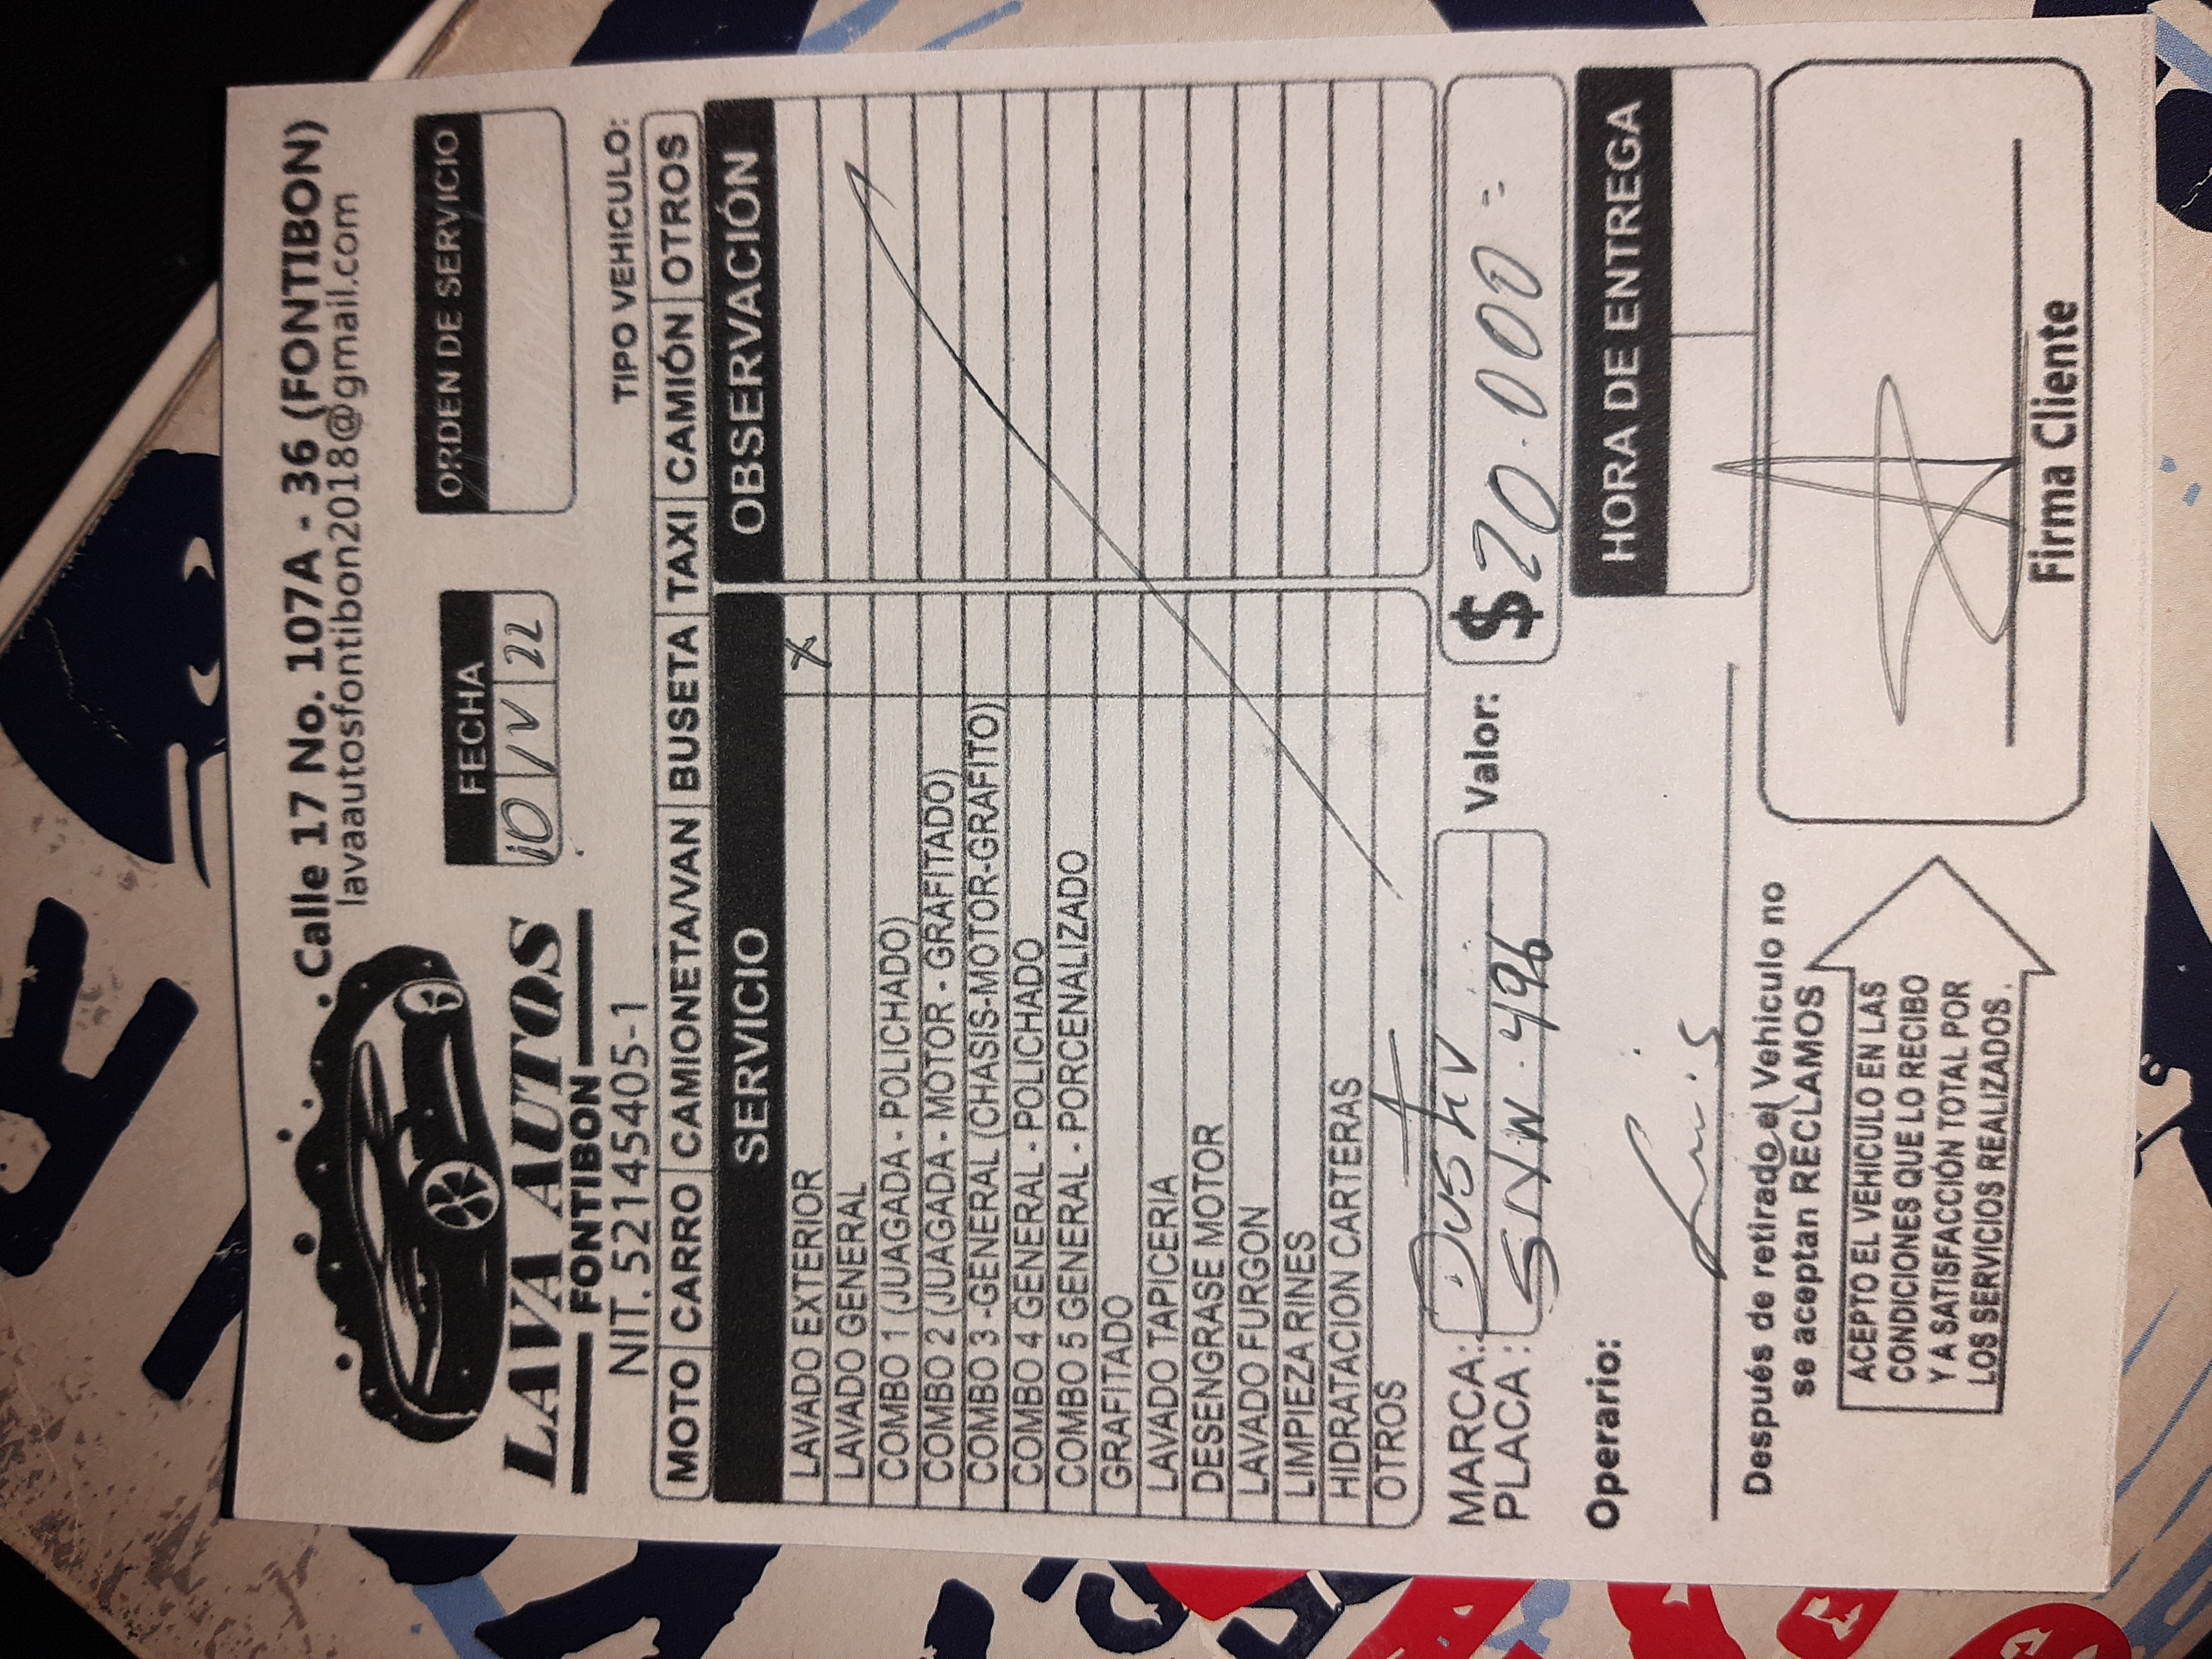 Calle 17 No. 107A - 36 (FONTIBON)
lavaautosfontibon2018@gmail.com
LAVA AUTOS
FONTIBON
NIT. 52145405-1
FECHA
10 IV 22
ORDEN DE SERVICIO
TIPO VEHICULO:
MOTO CARRO CAMIONETA/VAN BUSETA TAXI CAMIÓN OTROS
SERVICIO OBSERVACIÓN
LAVADO EXTERIOR X
LAVADO GENERAL
COMBO 1 (JUAGADA - POLICHADO)
COMBO 2 (JUAGADA - MOTOR - GRAFITADO)
COMBO 3 -GENERAL (CHASIS-MOTOR-GRAFITO)
COMBO 4 GENERAL - POLICHADO
COMBO 5 GENERAL - PORCENALIZADO
GRAFITADO
LAVADO TAPICERIA
DESENGRASE MOTOR
LAVADO FURGON
LIMPIEZA RINES
HIDRATACION CARTERAS
OTROS
MARCA: Duster
PLACA:
Valor: $ 20.000=
Operario: Luis
HORA DE ENTREGA
Después de retirado el Vehiculo no
se aceptan RECLAMOS
ACEPTO EL VEHICULO EN LAS
CONDICIONES QUE LO RECIBO
Y A SATISFACCIÓN TOTAL POR
LOS SERVICIOS REALIZADOS.
Firma Cliente